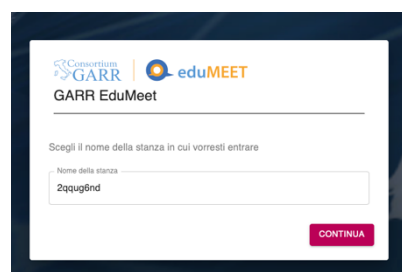 Consortium
GARR
eduMEET
GARR EduMeet
Scegli il nome della stanza in cui vorresti entrare
Nome della stanza
2qqug6nd
CONTINUA